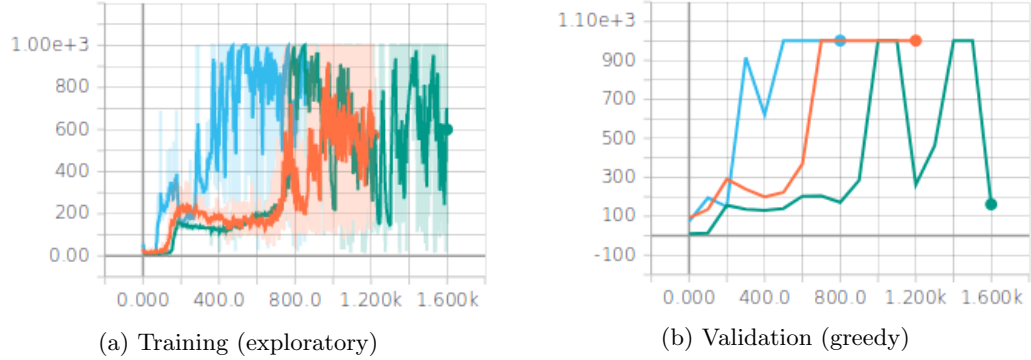 1.00e+3
800
600
400
200
0.00
0.000 400.0 800.0 1.200k 1.600k
(a) Training (exploratory)
1.10e+3
900
700
500
300
100
-100
0.000 400.0 800.0 1.200k 1.600k
(b) Validation (greedy)